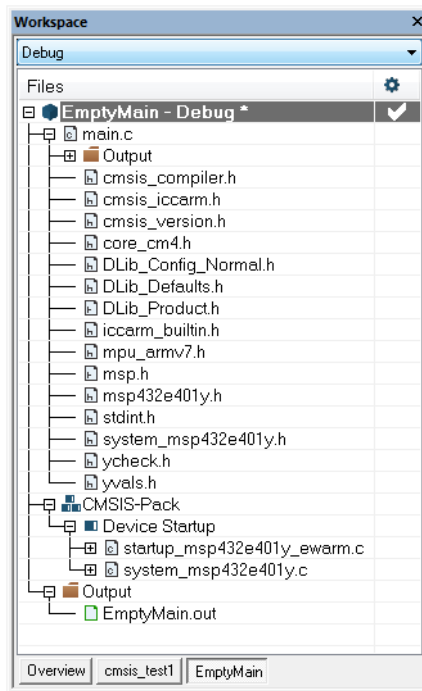 Workspace
Debug
Files
EmptyMain - Debug *
main.c
Output
cmsis_compiler.h
cmsis_iccarm.h
cmsis_version.h
core_cm4.h
DLib_Config_Normal.h
DLib_Defaults.h
DLib_Product.h
iccarm_builtin.h
mpu_armv7.h
msp.h
msp432e401y.h
stdint.h
system_msp432e401y.h
ycheck.h
yvals.h
CMSIS-Pack
Device Startup
startup_msp432e401y_ewarm.c
system_msp432e401y.c
Output
EmptyMain.out
Overview cmsis_test1 EmptyMain